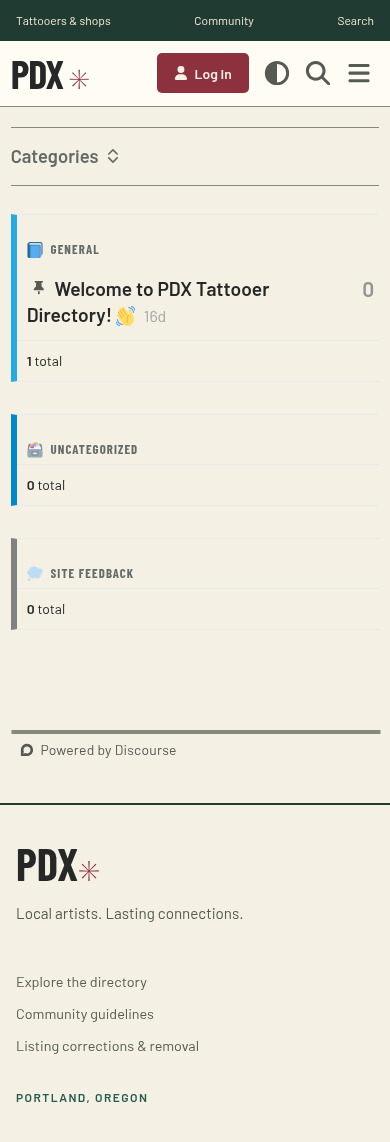 Tattooers & shops Community Search
PDX Log In
Categories
GENERAL
Welcome to PDX Tattooer 0
Directory! 16d
1 total
UNCATEGORIZED
0 total
SITE FEEDBACK
0 total
Powered by Discourse
PDX
Local artists. Lasting connections.
Explore the directory
Community guidelines
Listing corrections & removal
PORTLAND, OREGON